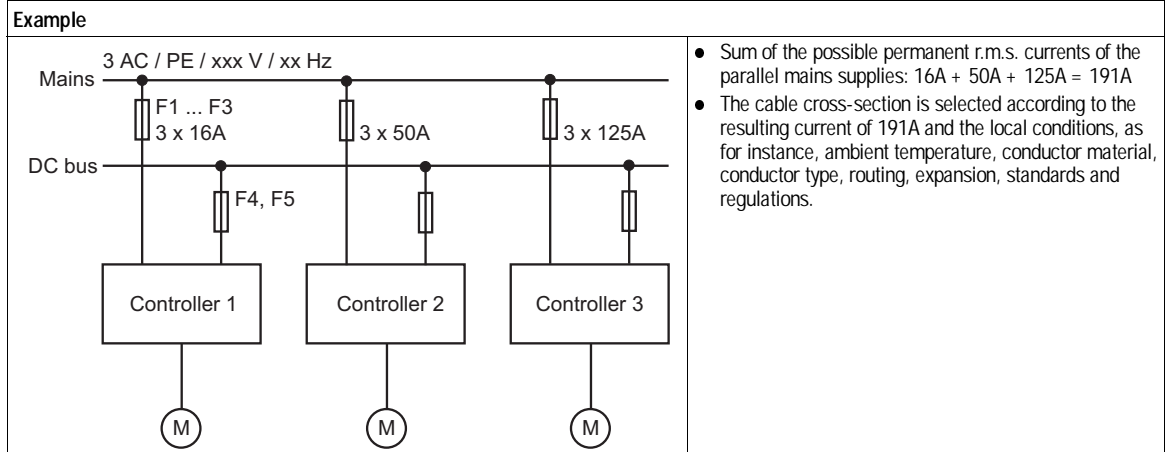 Example
3 AC / PE / xxx V / xx Hz
Mains
F1 ... F3
3 x 16A
3 x 50A
3 x 125A
DC bus
F4, F5
Controller 1
Controller 2
Controller 3
M
M
M
● Sum of the possible permanent r.m.s. currents of the
parallel mains supplies: 16A + 50A + 125A = 191A
● The cable cross-section is selected according to the
resulting current of 191A and the local conditions, as
for instance, ambient temperature, conductor material,
conductor type, routing, expansion, standards and
regulations.